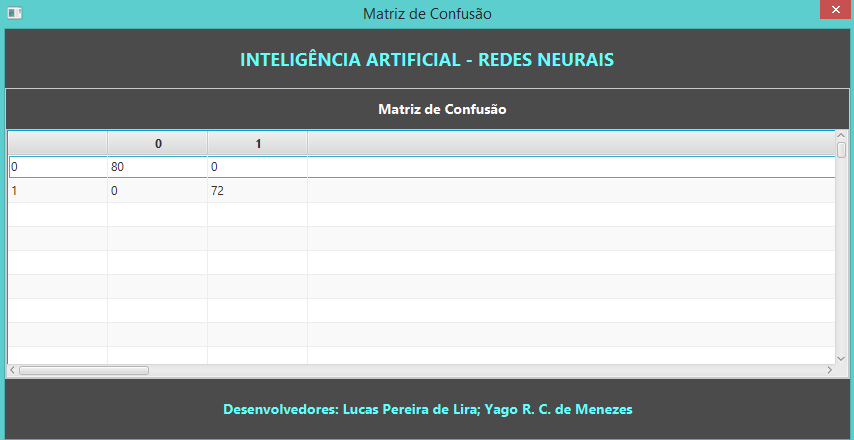 Matriz de Confusão
INTELIGÊNCIA ARTIFICIAL - REDES NEURAIS
Matriz de Confusão
0 1
0 80 0
1 0 72
Desenvolvedores: Lucas Pereira de Lira; Yago R. C. de Menezes